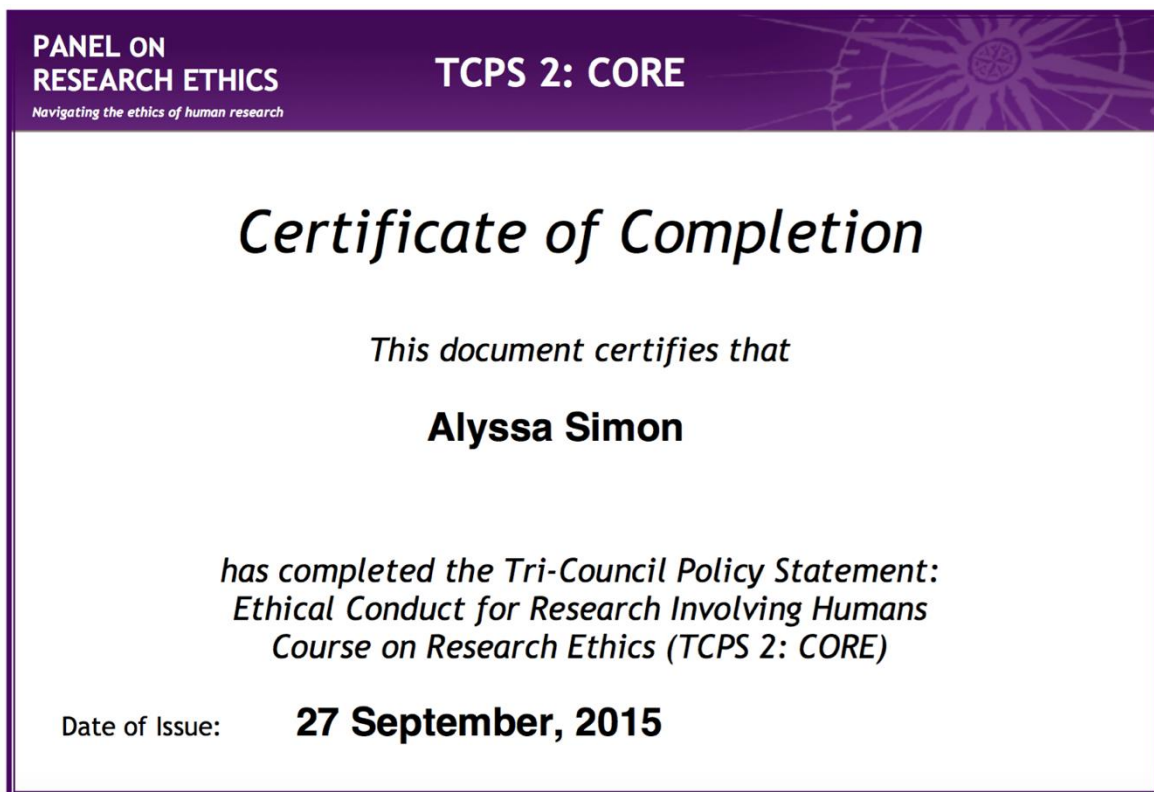 PANEL ON
RESEARCH ETHICS
Navigating the ethics of human research
TCPS 2: CORE
Certificate of Completion
This document certifies that
Alyssa Simon
has completed the Tri-Council Policy Statement:
Ethical Conduct for Research Involving Humans
Course on Research Ethics (TCPS 2: CORE)
Date of Issue: 27 September, 2015